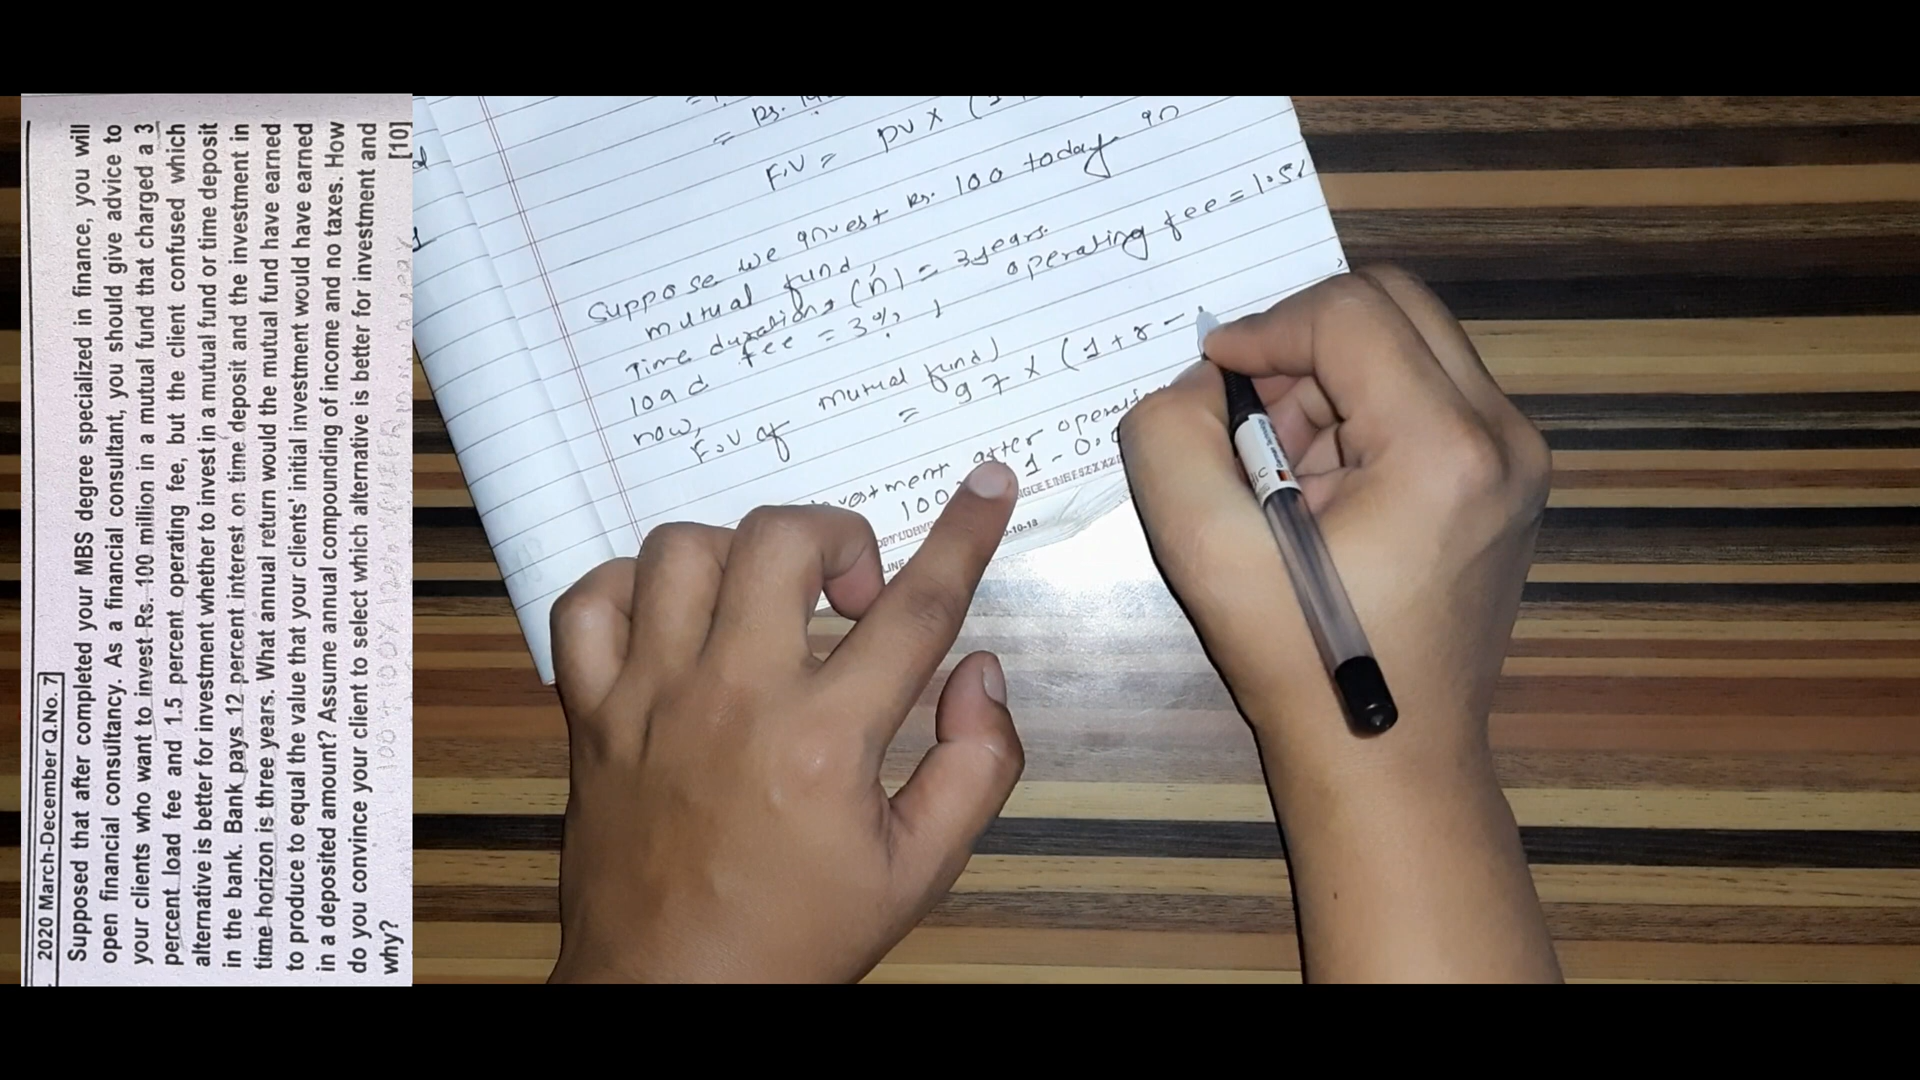 2020 March-December Q.No. 7
Supposed that after completed your MBS degree specialized in finance, you will
open financial consultancy. As a financial consultant, you should give advice to
your clients who want to invest Rs. 100 million in a mutual fund that charged a 3
percent load fee and 1.5 percent operating fee, but the client confused which
alternative is better for investment whether to invest in a mutual fund or time deposit
in the bank. Bank pays 12 percent interest on time deposit and the investment in
time horizon is three years. What annual return would the mutual fund have earned
to produce to equal the value that your clients' initial investment would have earned
in a deposited amount? Assume annual compounding of income and no taxes. How
do you convince your client to select which alternative is better for investment and
why? [10]
= Rs.
F.V = PV X (1
Suppose we invest Rs. 100 today in
mutual fund,
Time duration, (n) = 3 years.
load fee = 3%, operating fee = 1.5%
now,
F.V of mutual fund)
= 97 X (1 + r -
investment after
100 1 - 0.